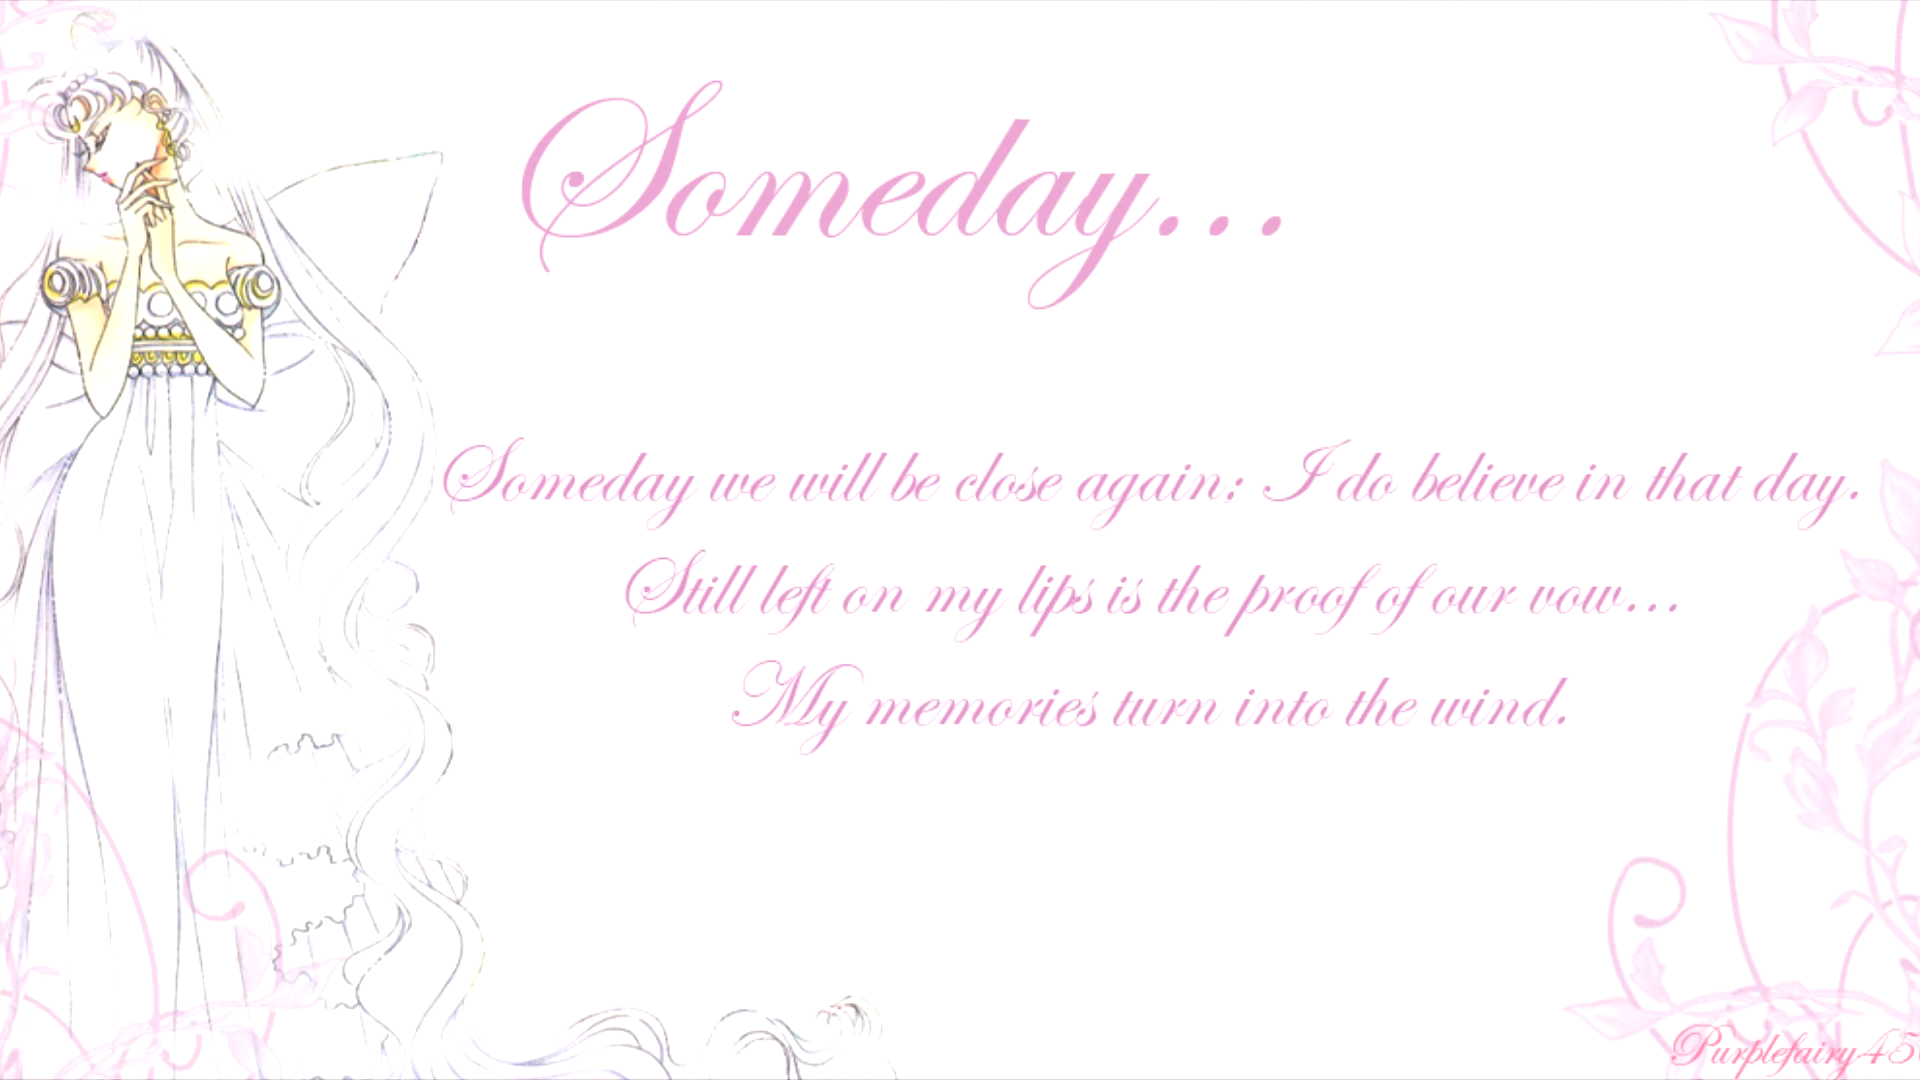 Someday...
Someday we will be close again; I do believe in that day.
Still left on my lips is the proof of our vow...
My memories turn into the wind.
Purplefairy45